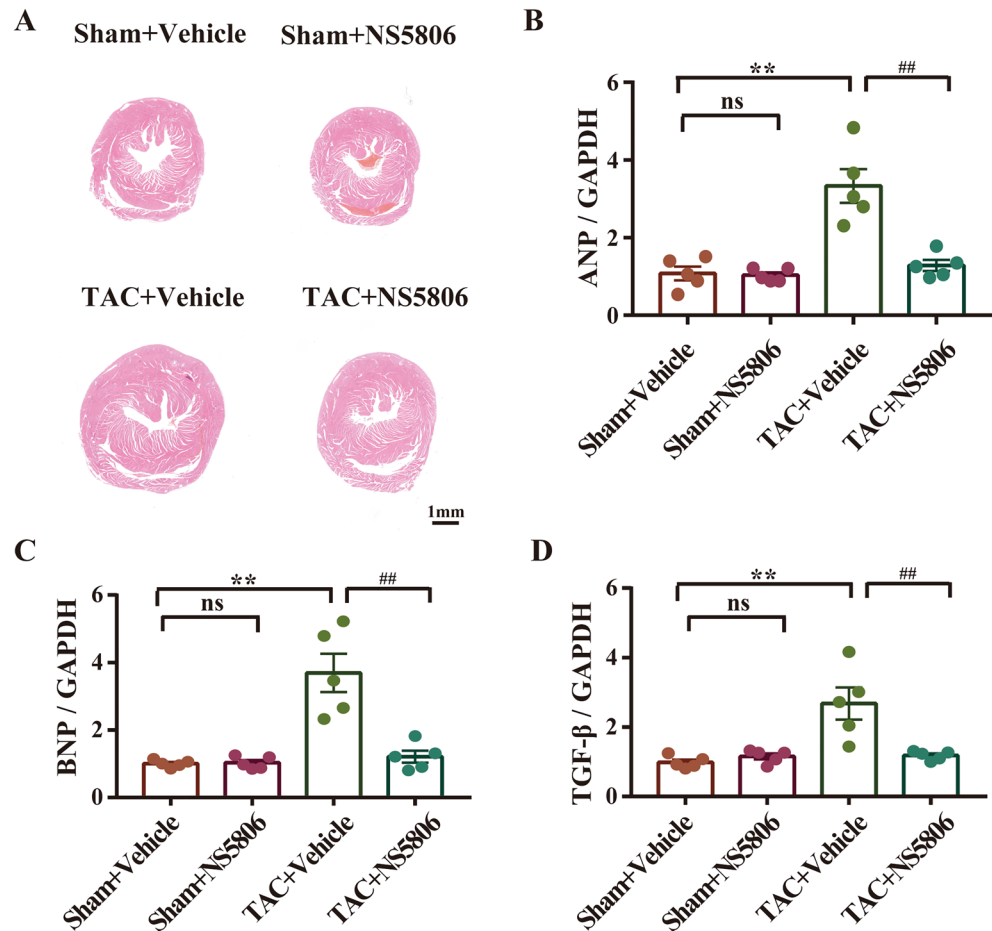 A
Sham+Vehicle
Sham+NS5806
TAC+Vehicle
TAC+NS5806
1mm
B
ANP / GAPDH
6
4
2
0
**
##
ns
Sham+Vehicle
Sham+NS5806
TAC+Vehicle
TAC+NS5806
C
BNP / GAPDH
6
4
2
0
**
##
ns
Sham+Vehicle
Sham+NS5806
TAC+Vehicle
TAC+NS5806
D
TGF-β / GAPDH
6
4
2
0
**
##
ns
Sham+Vehicle
Sham+NS5806
TAC+Vehicle
TAC+NS5806